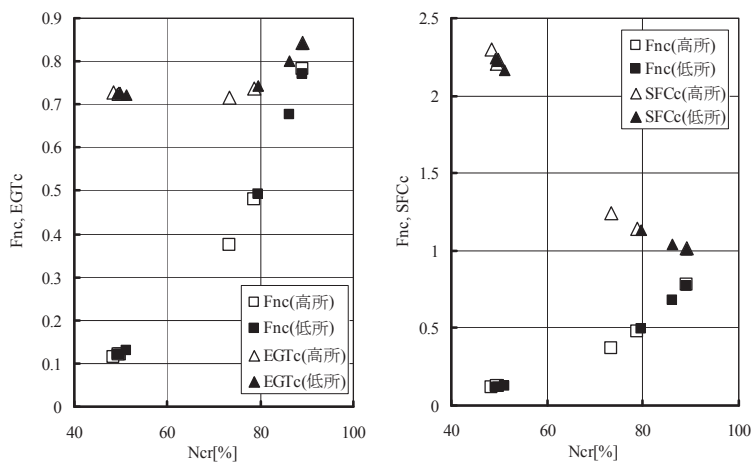 0.9
0.8
0.7
0.6
0.5
0.4
0.3
0.2
0.1
0
Fnc, EGTc
Fnc(高所)
Fnc(低所)
EGTc(高所)
EGTc(低所)
40 60 80 100
Ncr[%]
2.5
2
1.5
1
0.5
0
Fnc, SFCc
Fnc(高所)
Fnc(低所)
SFCc(高所)
SFCc(低所)
40 60 80 100
Ncr[%]